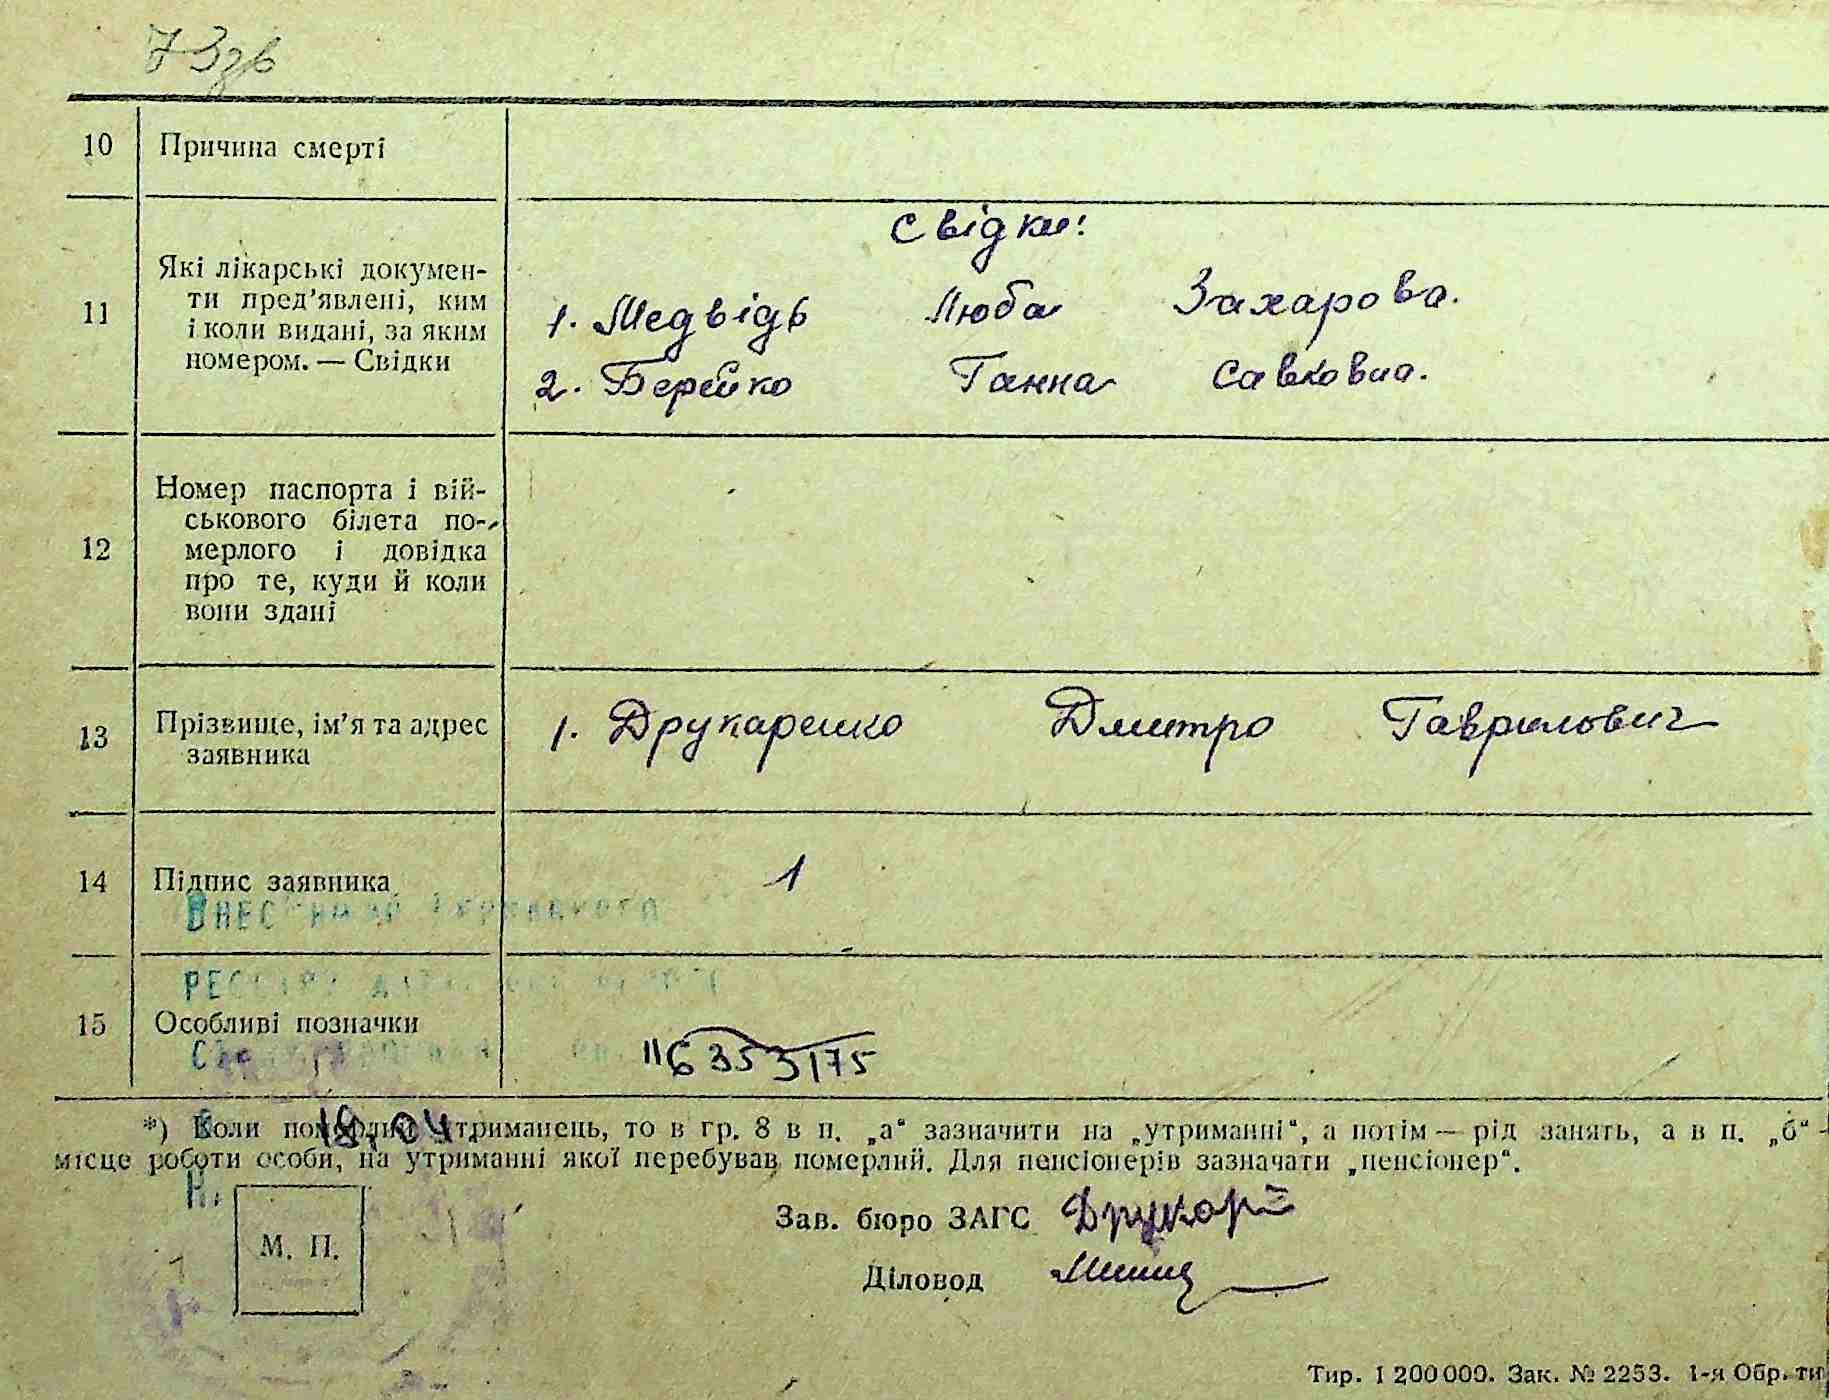 73зв
10 Причина смерті
11 Які лікарські докумен-
ти пред'явлені, ким
і коли видані, за яким
номером. — Свідки
Свідки:
1. Медвідь Люба Захарова.
2. Берейко Ганна Савковна.
12 Номер паспорта і вій-
ськового білета по-
мерлого і довідка
про те, куди й коли
вони здані
13 Прізвище, ім'я та адрес
заявника
1. Друкаренко Дмитро Гаврилович
14 Підпис заявника
1
15 Особливі позначки
116353175
18.04
*) Коли померлий утриманець, то в гр. 8 в п. „а“ зазначити на „утриманні“, а потім — рід занять, а в п. „б“ -
місце роботи особи, на утриманні якої перебував померлий. Для пенсіонерів зазначати „пенсіонер“.
М. П.
Зав. бюро ЗАГС
Діловод
Тир. 1 200 000. Зак. № 2253. 1-я Обр. ти